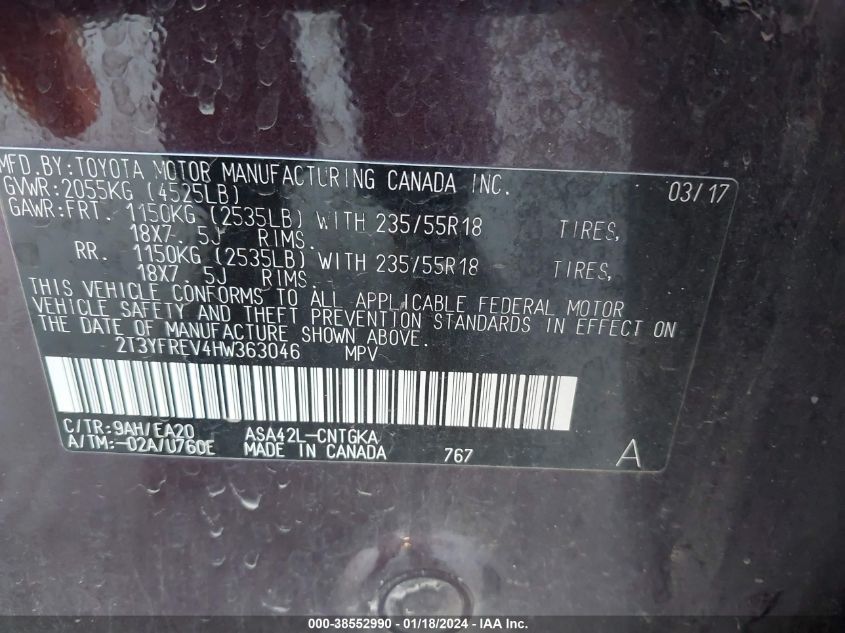 MFD.BY:TOYOTA MOTOR MANUFACTURING CANADA INC. 03/17
GVWR:2055KG (4525LB)
GAWR:FRT. 1150KG (2535LB) WITH 235/55R18 TIRES,
18X7.5J RIMS.
RR. 1150KG (2535LB) WITH 235/55R18 TIRES,
18X7.5J RIMS.
THIS VEHICLE CONFORMS TO ALL APPLICABLE FEDERAL MOTOR
VEHICLE SAFETY AND THEFT PREVENTION STANDARDS IN EFFECT ON
THE DATE OF MANUFACTURE SHOWN ABOVE.
2T3YFREV4HW363046 MPV
C/TR:9AH/EA20 ASA42L-CNTGKA
A/TM:-02A/U760E MADE IN CANADA 767 A
000-38552990 - 01/18/2024 - IAA Inc.